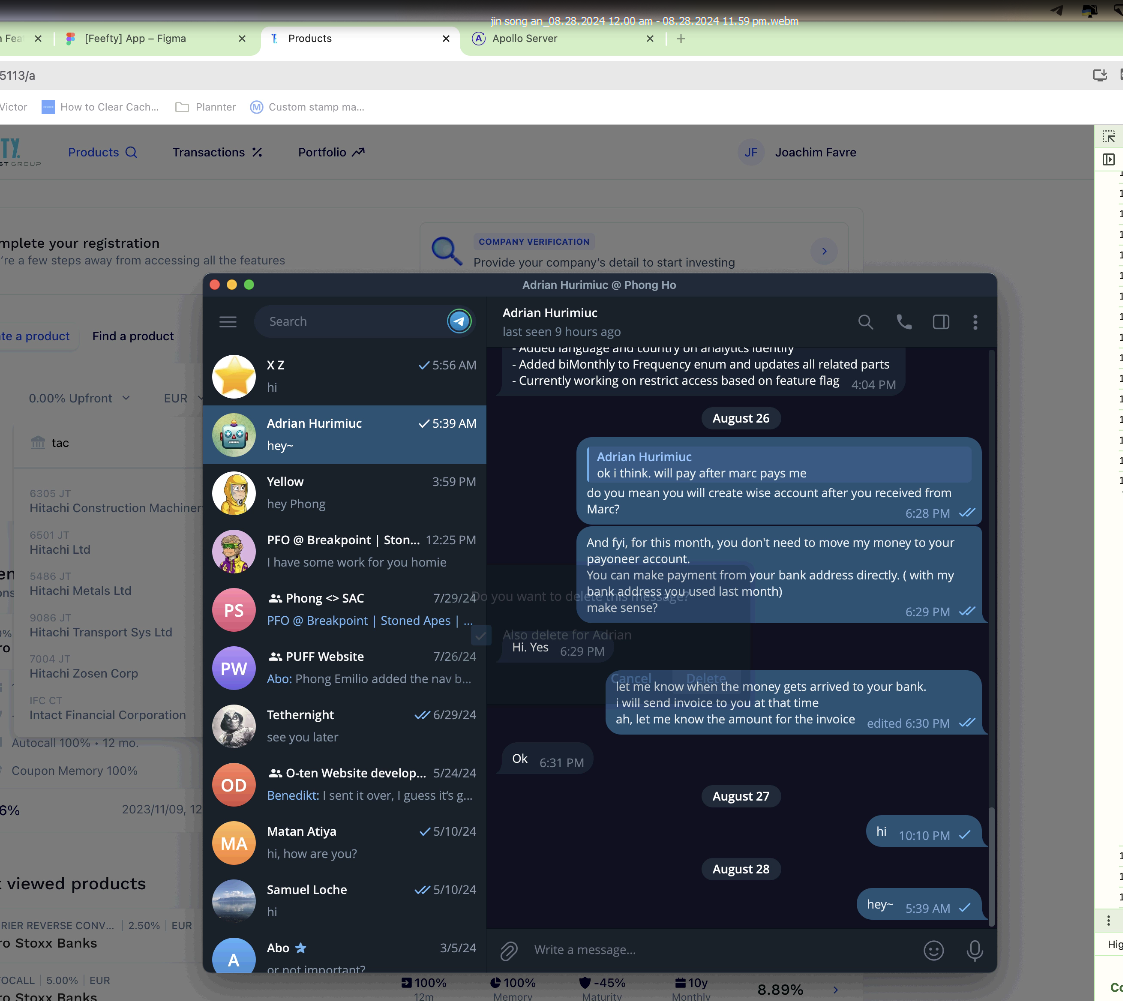 jin song an_08.28.2024 12.00 am - 08.28.2024 11.59 pm.webm
[Feefty] App – Figma
Products
Apollo Server
5113/a
Victor
How to Clear Cach...
Plannter
Custom stamp ma...
Products
Transactions
Portfolio
JF
Joachim Favre
mplete your registration
're a few steps away from accessing all the features
COMPANY VERIFICATION
Provide your company's detail to start investing
te a product
Find a product
0.00% Upfront
EUR
tac
6305 JT
Hitachi Construction Machiner
6501 JT
Hitachi Ltd
5486 JT
Hitachi Metals Ltd
9086 JT
Hitachi Transport Sys Ltd
7004 JT
Hitachi Zosen Corp
IFC CT
Intact Financial Corporation
Autocall 100% • 12 mo.
Coupon Memory 100%
6%
2023/11/09, 12
t viewed products
RIER REVERSE CONV...
2.50%
EUR
ro Stoxx Banks
OCALL
5.00%
EUR
ro Stoxx Banks
Adrian Hurimiuc @ Phong Ho
Search
X Z
5:56 AM
hi
Adrian Hurimiuc
5:39 AM
hey~
Yellow
3:59 PM
hey Phong
PFO @ Breakpoint | Ston...
12:25 PM
I have some work for you homie
PS
Phong <> SAC
7/29/24
PFO @ Breakpoint | Stoned Apes | ...
PW
PUFF Website
7/26/24
Abo: Phong Emilio added the nav b...
Tethernight
6/29/24
see you later
OD
O-ten Website develop...
5/24/24
Benedikt: I sent it over, I guess it's g...
MA
Matan Atiya
5/10/24
hi, how are you?
Samuel Loche
5/10/24
hi
A
Abo
3/5/24
or not important?
Adrian Hurimiuc
last seen 9 hours ago
- Added language and country on analytics identify
- Added biMonthly to Frequency enum and updates all related parts
- Currently working on restrict access based on feature flag
4:04 PM
August 26
Adrian Hurimiuc
ok i think. will pay after marc pays me
do you mean you will create wise account after you received from
Marc?
6:28 PM
And fyi, for this month, you don't need to move my money to your
payoneer account.
You can make payment from your bank address directly. ( with my
bank address you used last month)
make sense?
6:29 PM
Do you want to delete this message?
Also delete for Adrian
Cancel
Delete
Hi. Yes
6:29 PM
let me know when the money gets arrived to your bank.
i will send invoice to you at that time
ah, let me know the amount for the invoice
edited 6:30 PM
Ok
6:31 PM
August 27
hi
10:10 PM
August 28
hey~
5:39 AM
Write a message...
100%
12m
100%
Memory
-45%
Maturity
10y
Monthly
8.89%
Hig
Co